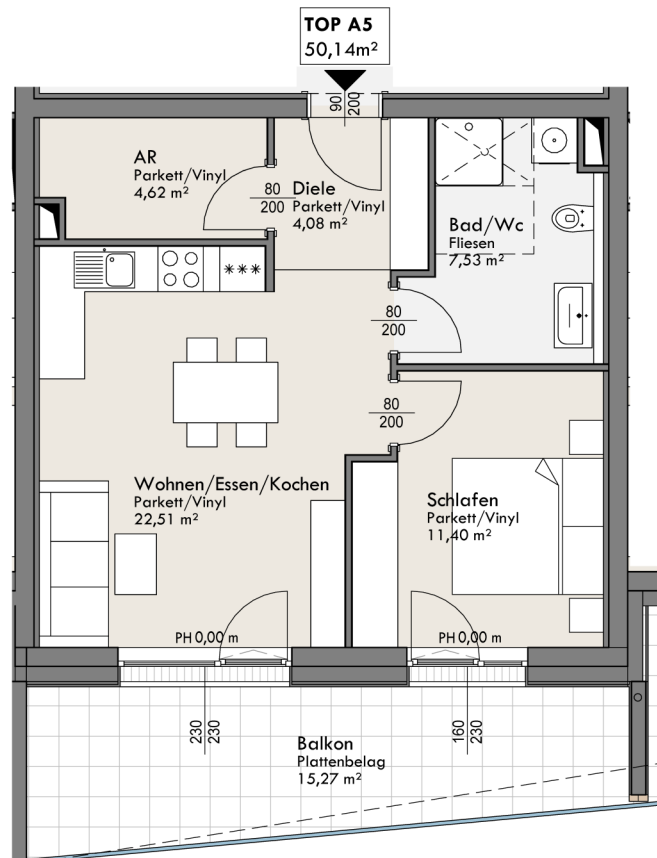 TOP A5
50,14m²
90
200
AR
Parkett/Vinyl
4,62 m²
80
200
Diele
Parkett/Vinyl
4,08 m²
Bad/Wc
Fliesen
7,53 m²
80
200
80
200
Wohnen/Essen/Kochen
Parkett/Vinyl
22,51 m²
Schlafen
Parkett/Vinyl
11,40 m²
PH 0,00 m
PH 0,00 m
230
230
160
230
Balkon
Plattenbelag
15,27 m²